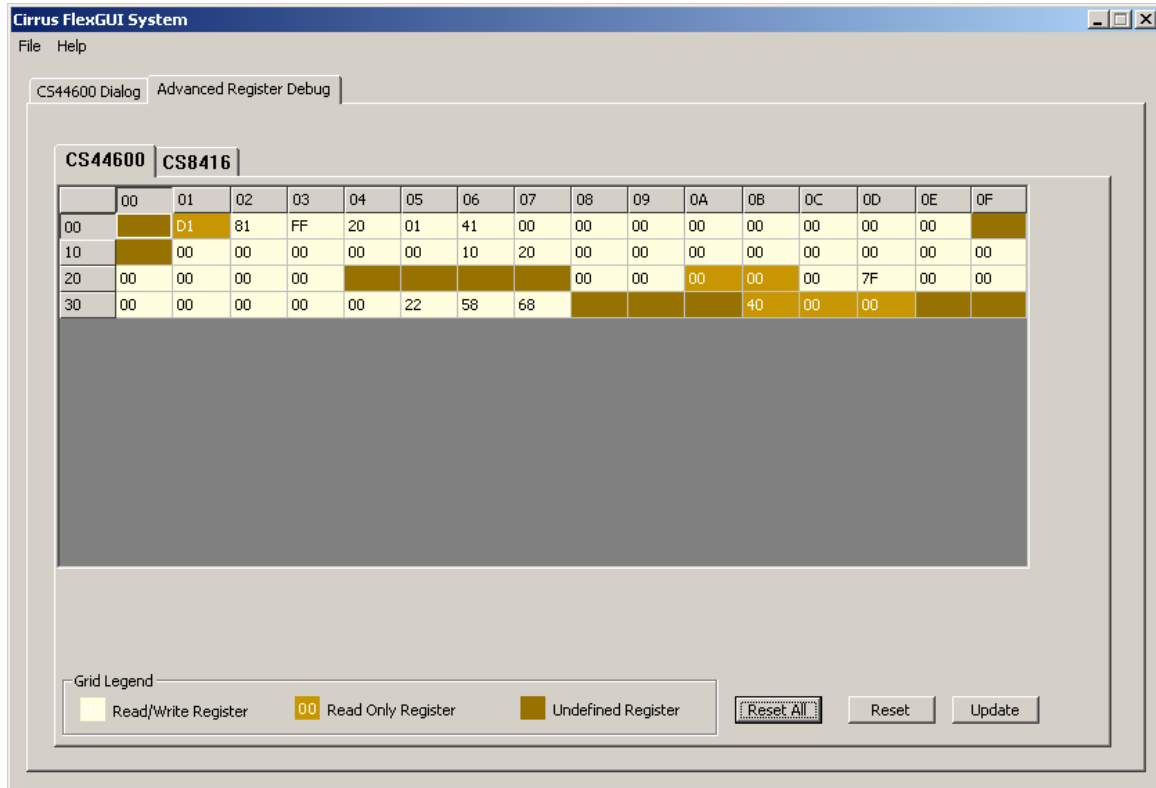 Cirrus FlexGUI System
File Help
CS44600 Dialog Advanced Register Debug
CS44600 CS8416
00 01 02 03 04 05 06 07 08 09 0A 0B 0C 0D 0E 0F
00 D1 81 FF 20 01 41 00 00 00 00 00 00 00 00
10 00 00 00 00 00 10 20 00 00 00 00 00 00 00 00
20 00 00 00 00 00 00 00 00 00 7F 00 00
30 00 00 00 00 00 22 58 68 40 00 00
Grid Legend
Read/Write Register 00 Read Only Register Undefined Register Reset All Reset Update